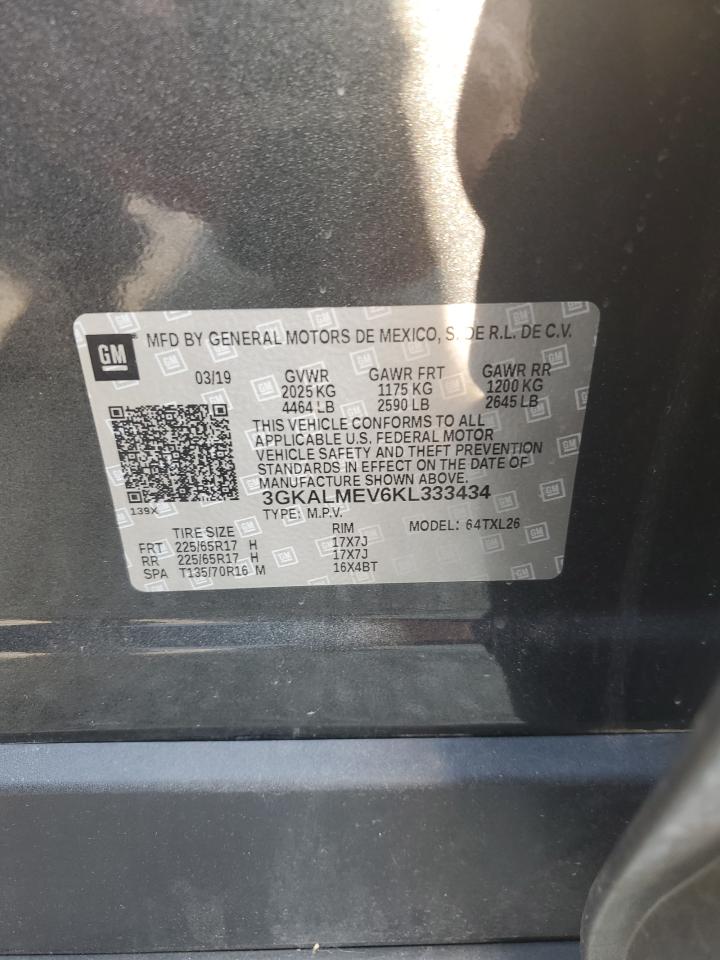 GM
MFD BY GENERAL MOTORS DE MEXICO, S. DE R.L. DE C.V.
03/19 GVWR GAWR FRT GAWR RR
2025 KG 1175 KG 1200 KG
4464 LB 2590 LB 2645 LB
THIS VEHICLE CONFORMS TO ALL
APPLICABLE U.S. FEDERAL MOTOR
VEHICLE SAFETY AND THEFT PREVENTION
STANDARDS IN EFFECT ON THE DATE OF
MANUFACTURE SHOWN ABOVE.
3GKALMEV6KL333434
139X
TYPE: M.P.V. MODEL: 64TXL26
TIRE SIZE RIM
FRT 225/65R17 H 17X7J
RR 225/65R17 H 17X7J
SPA T135/70R16 M 16X4BT